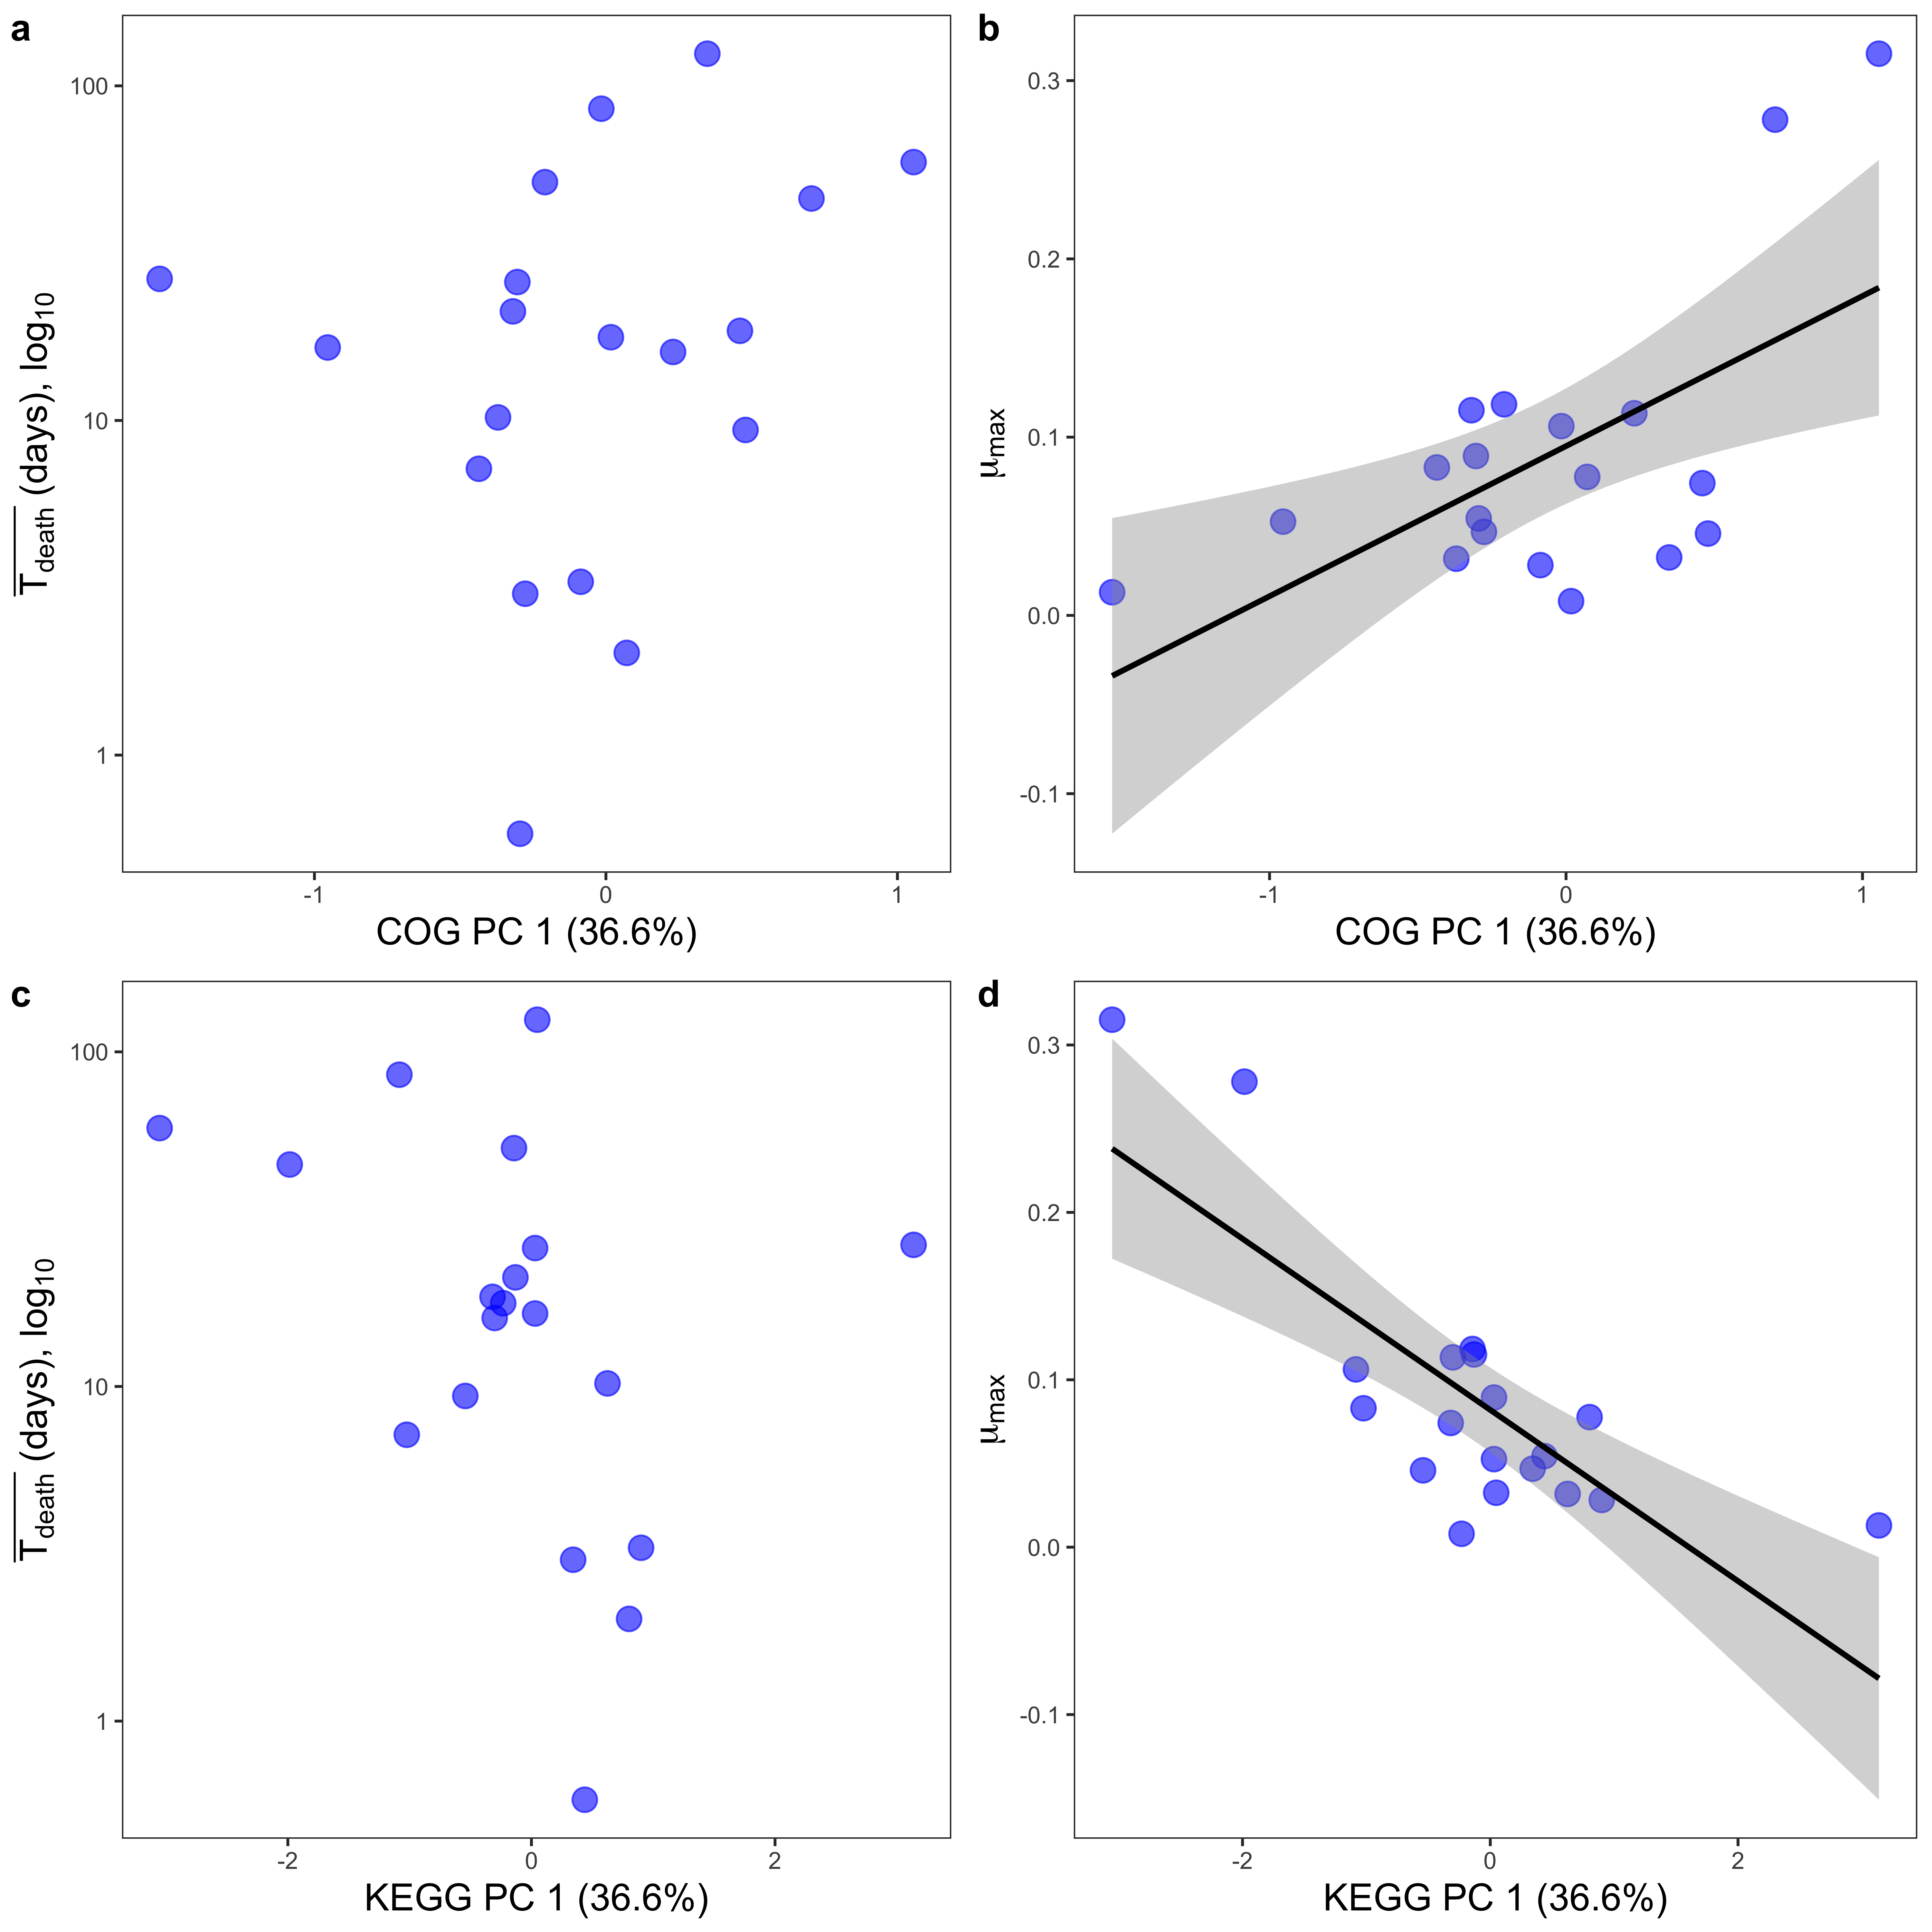 a
100
10
1
T̅death (days), log10
-1 0 1
COG PC 1 (36.6%)
b
0.3
0.2
0.1
0.0
-0.1
μmax
-1 0 1
COG PC 1 (36.6%)
c
100
10
1
T̅death (days), log10
-2 0 2
KEGG PC 1 (36.6%)
d
0.3
0.2
0.1
0.0
-0.1
μmax
-2 0 2
KEGG PC 1 (36.6%)